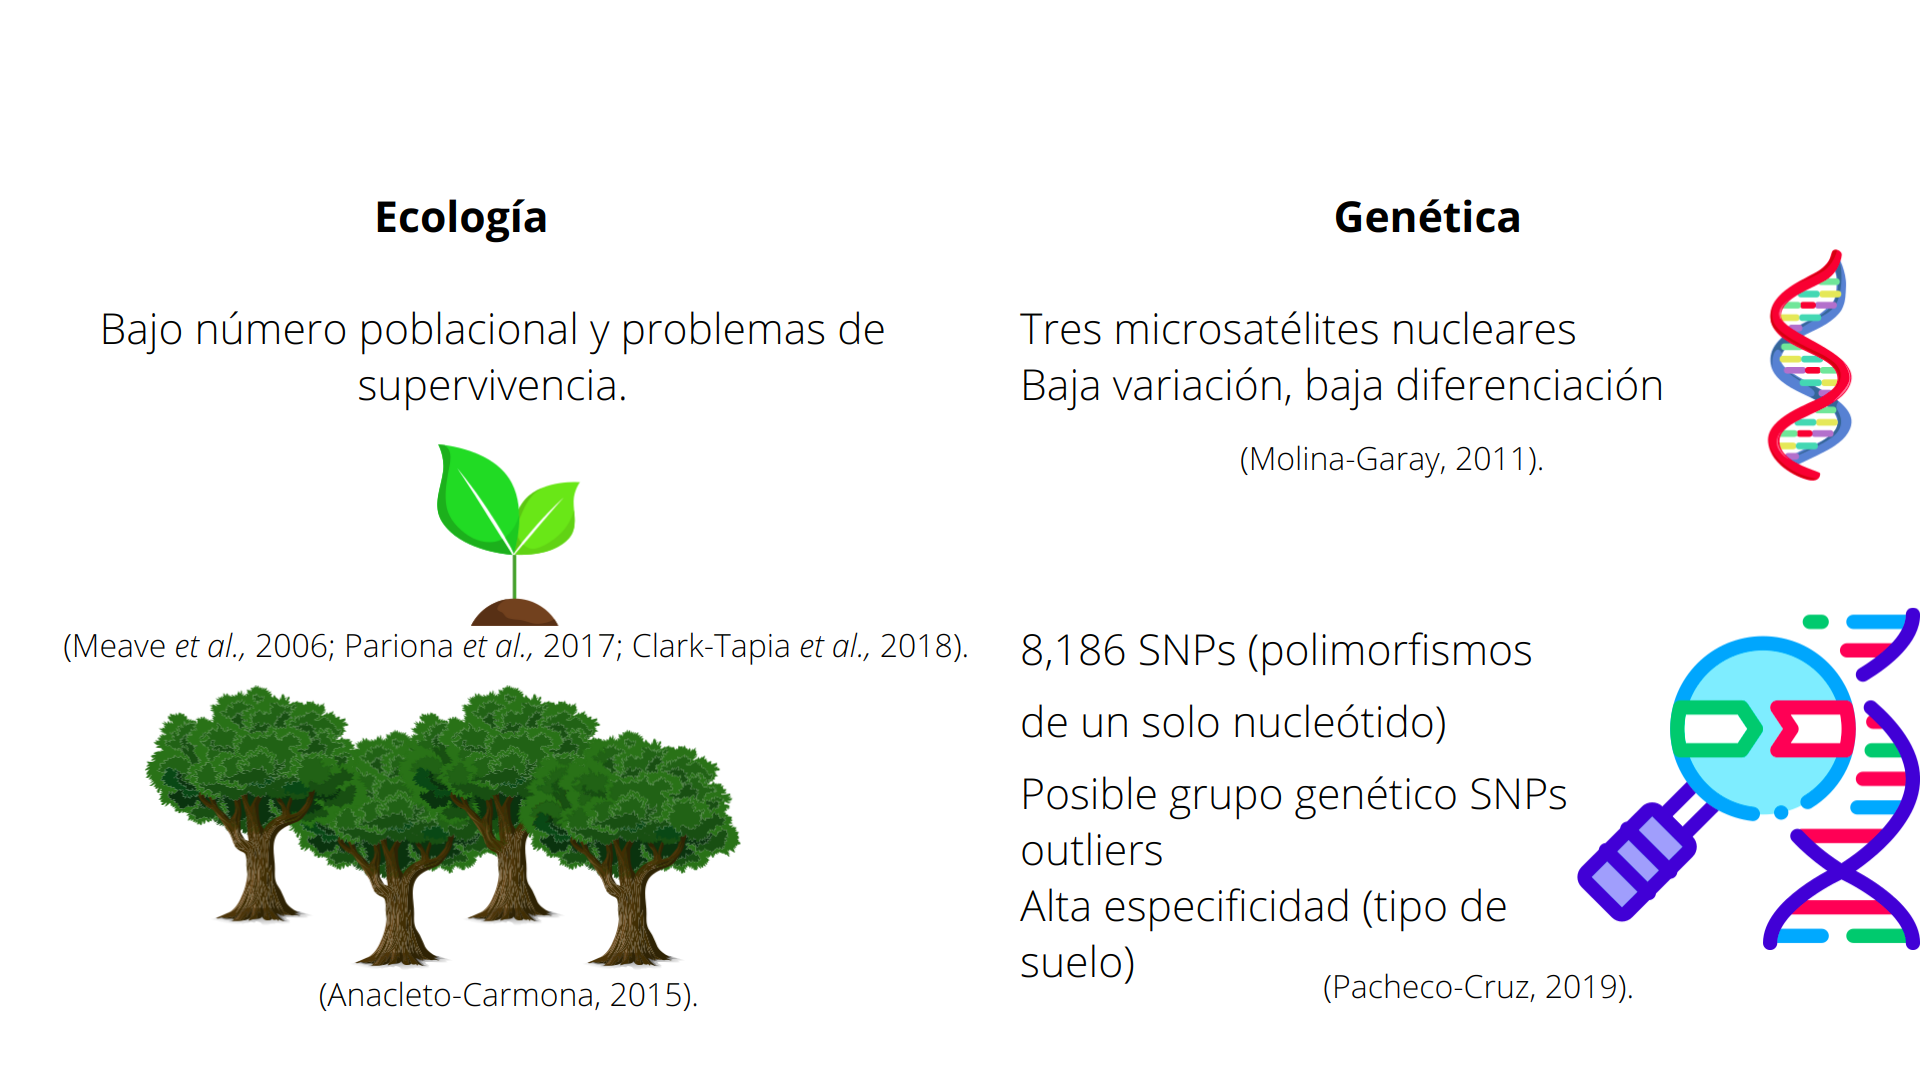 Ecología
Bajo número poblacional y problemas de
supervivencia.
(Meave et al., 2006; Pariona et al., 2017; Clark-Tapia et al., 2018).
(Anacleto-Carmona, 2015).
Genética
Tres microsatélites nucleares
Baja variación, baja diferenciación
(Molina-Garay, 2011).
8,186 SNPs (polimorfismos
de un solo nucleótido)
Posible grupo genético SNPs
outliers
Alta especificidad (tipo de
suelo)
(Pacheco-Cruz, 2019).